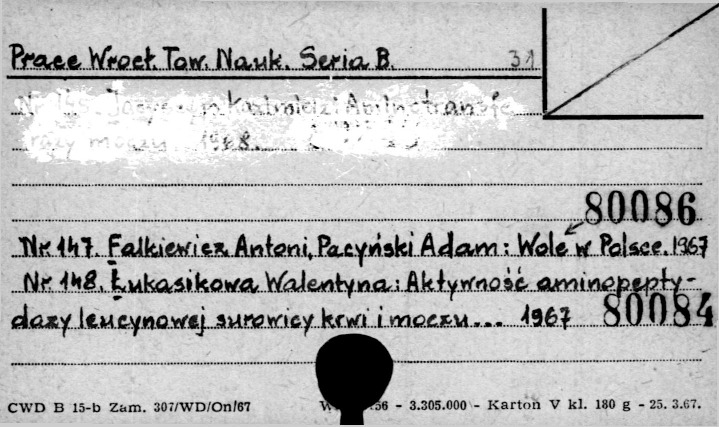 Prace Wrocł. Tow. Nauk. Seria B. 31
1968.
80086
Nr 147. Falkiewicz Antoni, Pacyński Adam: Wole w Polsce. 1967
Nr 148. Łukasikowa Walentyna: Aktywność aminopepty-
dazy leucynowej surowicy krwi i moczu... 1967 80084
CWD B 15-b Zam. 307/WD/On/67 56 - 3.305.000 - Karton V kl. 180 g - 25. 3.67.